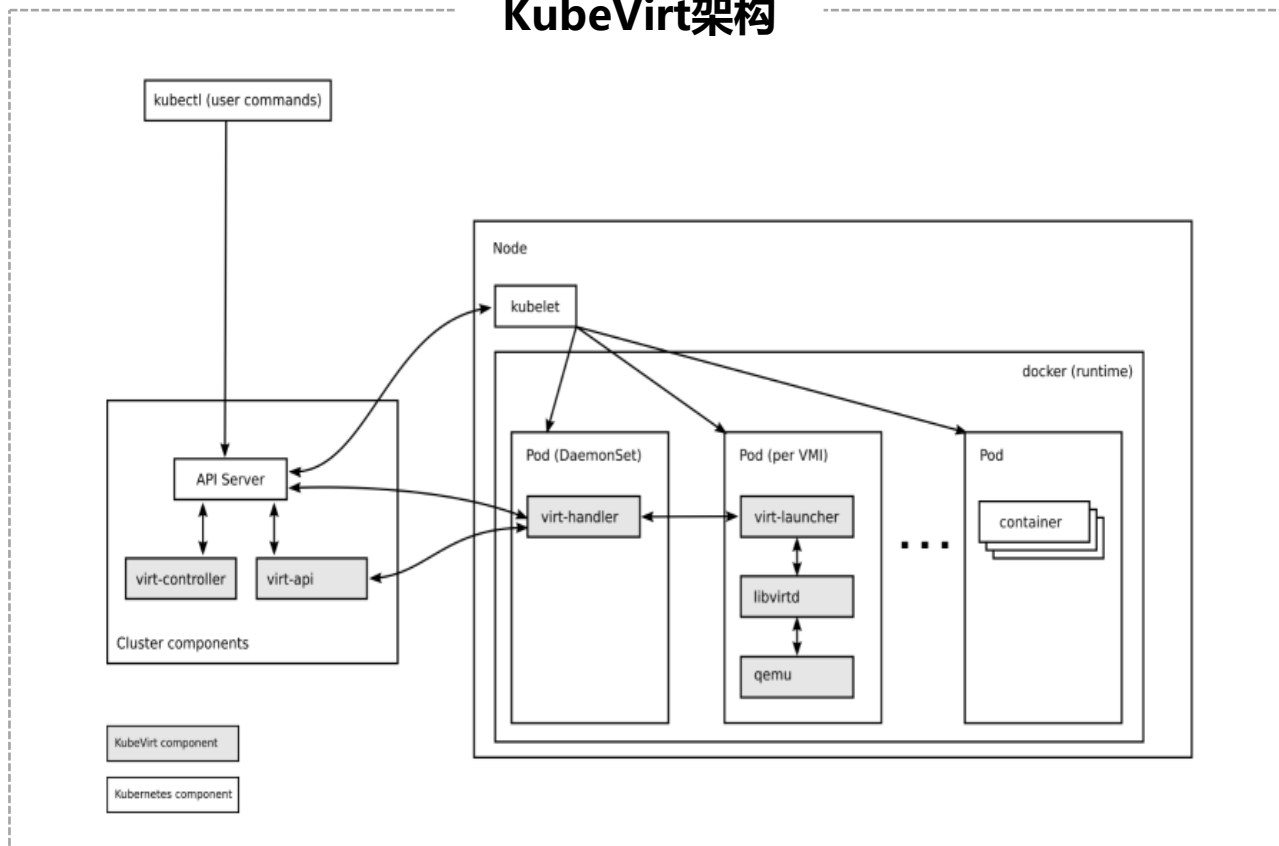 KubeVirt架构
kubectl (user commands)
Node
kubelet
docker (runtime)
Pod (DaemonSet)
Pod (per VMI)
Pod
API Server
virt-handler
virt-launcher
container
...
virt-controller
virt-api
libvirtd
Cluster components
qemu
KubeVirt component
Kubernetes component